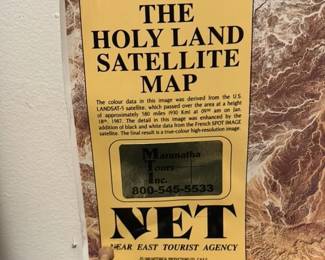 THE
HOLY LAND
SATELLITE
MAP
The colour data in this image was derived from the U.S.
LANDSAT-5 satellite, which passed over the area at a height
of approximately 580 miles (930 Km) at 09ºº am on Jan.
18th, 1987. The detail in this image was enhanced by the
addition of black and white data from the French SPOT IMAGE
satellite. The final result is a true-colour high-resolution image.
Maranatha
Tours
Inc.
800-545-5533
NET
NEAR EAST TOURIST AGENCY